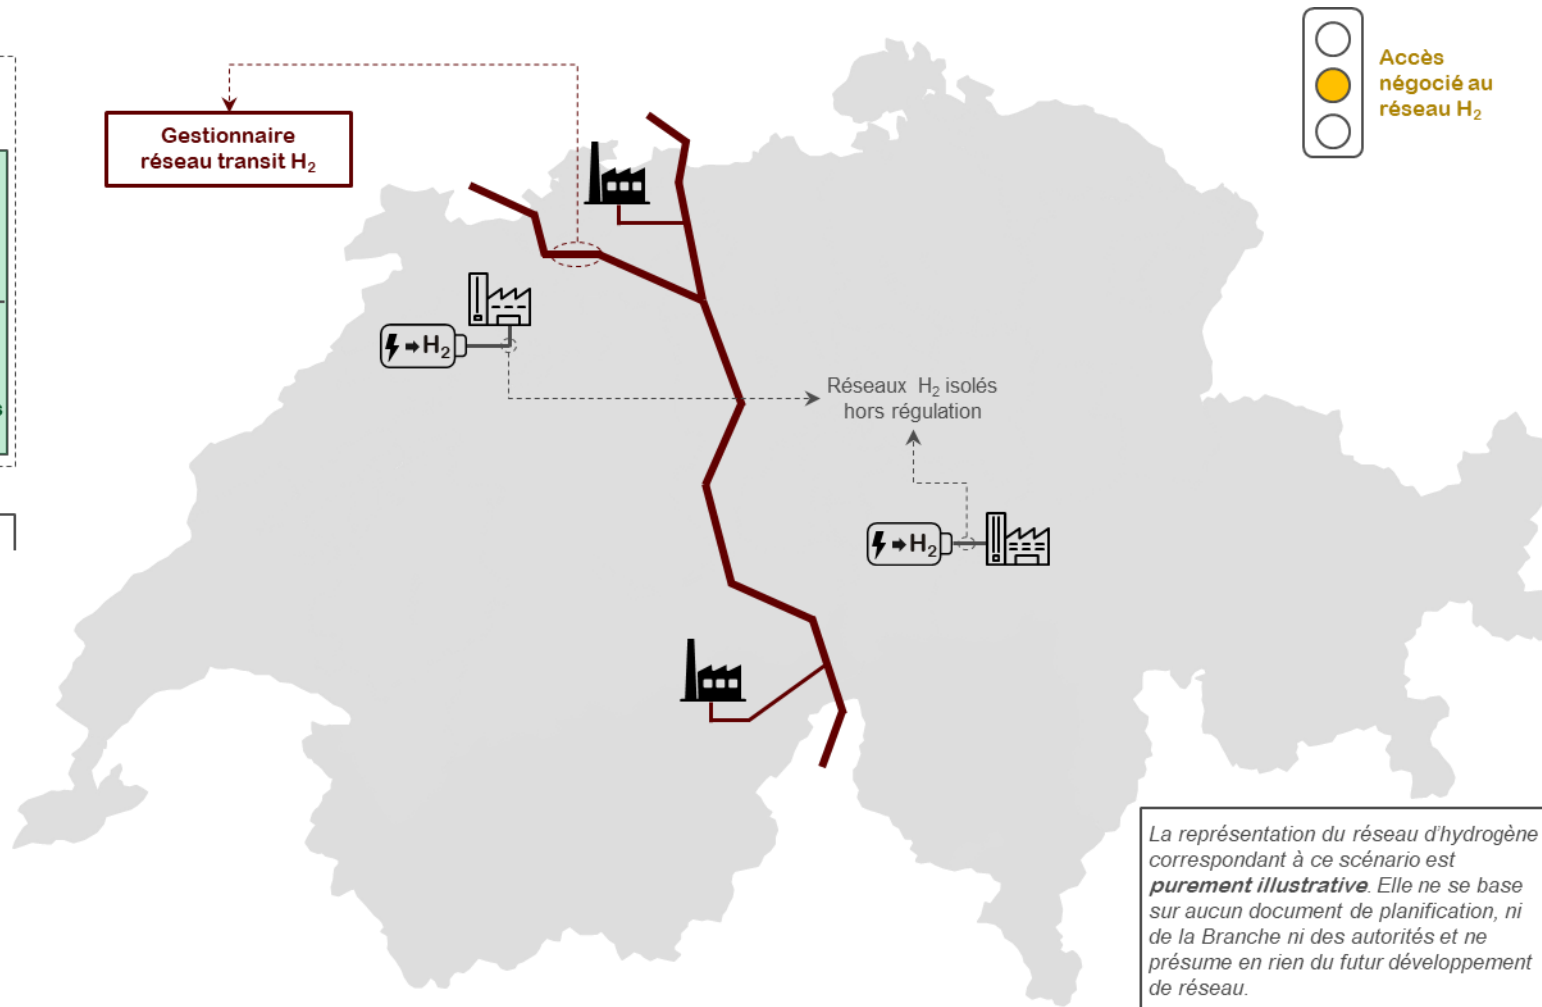 Accès
négocié au
réseau H₂
Gestionnaire
réseau transit H₂
H₂
Réseaux H₂ isolés
hors régulation
H₂
La représentation du réseau d'hydrogène
correspondant à ce scénario est
purement illustrative. Elle ne se base
sur aucun document de planification, ni
de la Branche ni des autorités et ne
présume en rien du futur développement
de réseau.